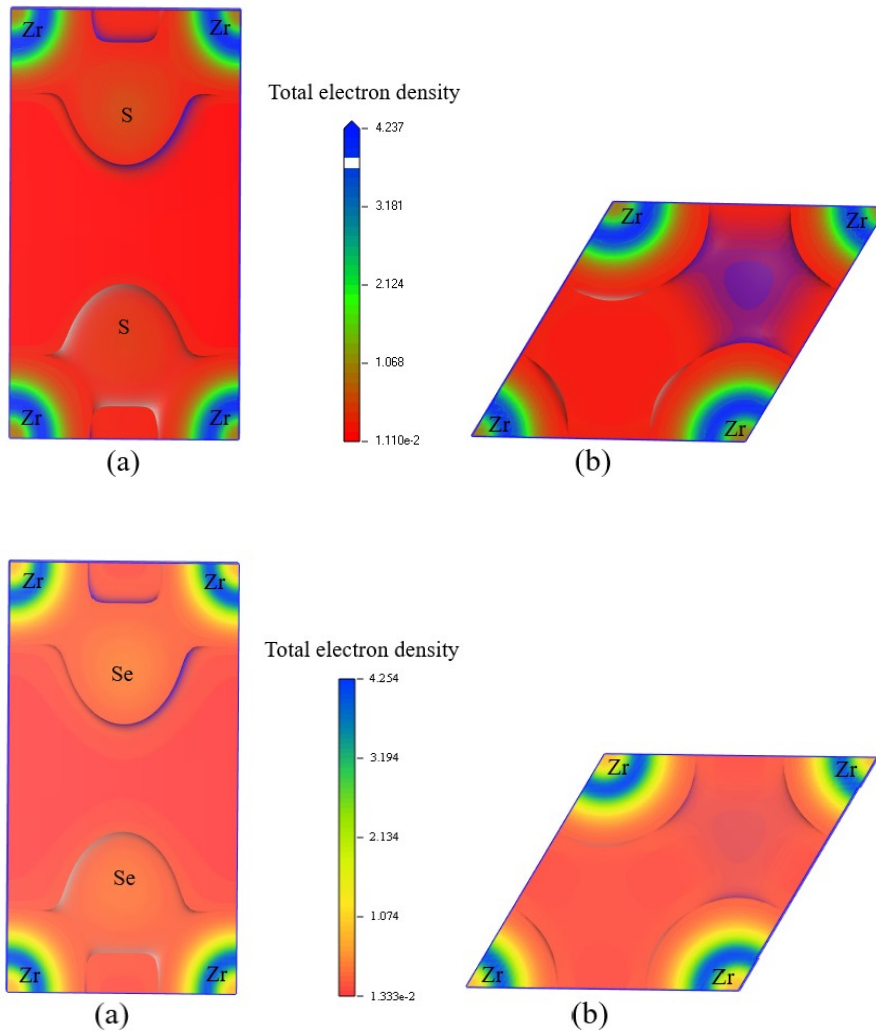 Zr Zr
S
Total electron density
4.237
3.181
2.124
1.068
1.110e-2
S
Zr Zr
(a)
Zr Zr
Zr Zr
(b)
Zr Zr
Se
Total electron density
4.254
3.194
2.134
1.074
1.333e-2
Se
Zr Zr
(a)
Zr Zr
Zr Zr
(b)